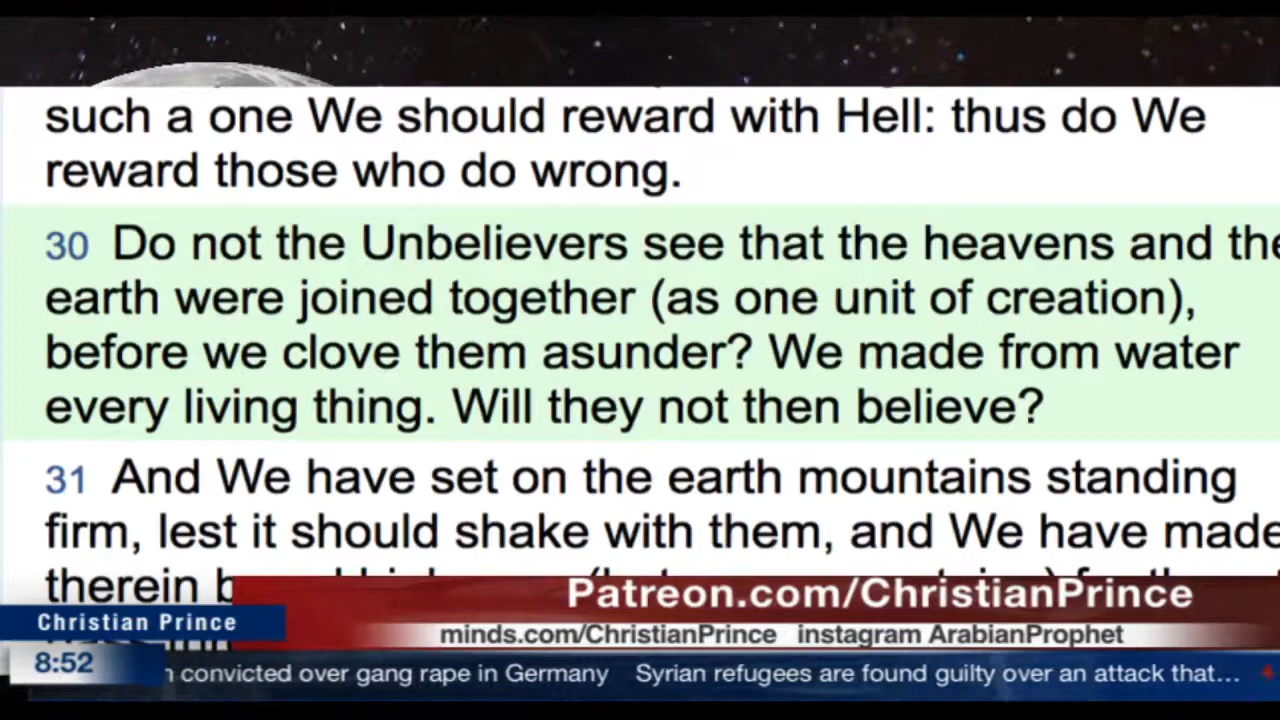 such a one We should reward with Hell: thus do We
reward those who do wrong.
30 Do not the Unbelievers see that the heavens and the
earth were joined together (as one unit of creation),
before we clove them asunder? We made from water
every living thing. Will they not then believe?
31 And We have set on the earth mountains standing
firm, lest it should shake with them, and We have made
therein
Patreon.com/ChristianPrince
Christian Prince
minds.com/ChristianPrince instagram ArabianProphet
8:52
convicted over gang rape in Germany Syrian refugees are found guilty over an attack that...